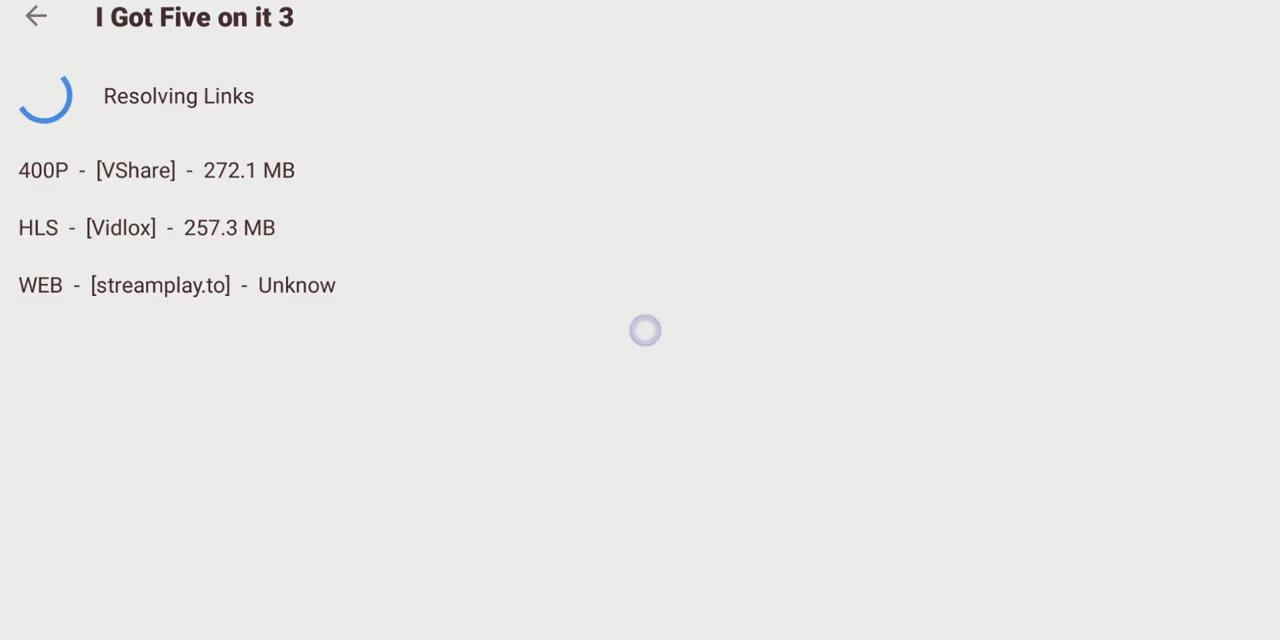 I Got Five on it 3
Resolving Links
400P - [VShare] - 272.1 MB
HLS - [Vidlox] - 257.3 MB
WEB - [streamplay.to] - Unknow